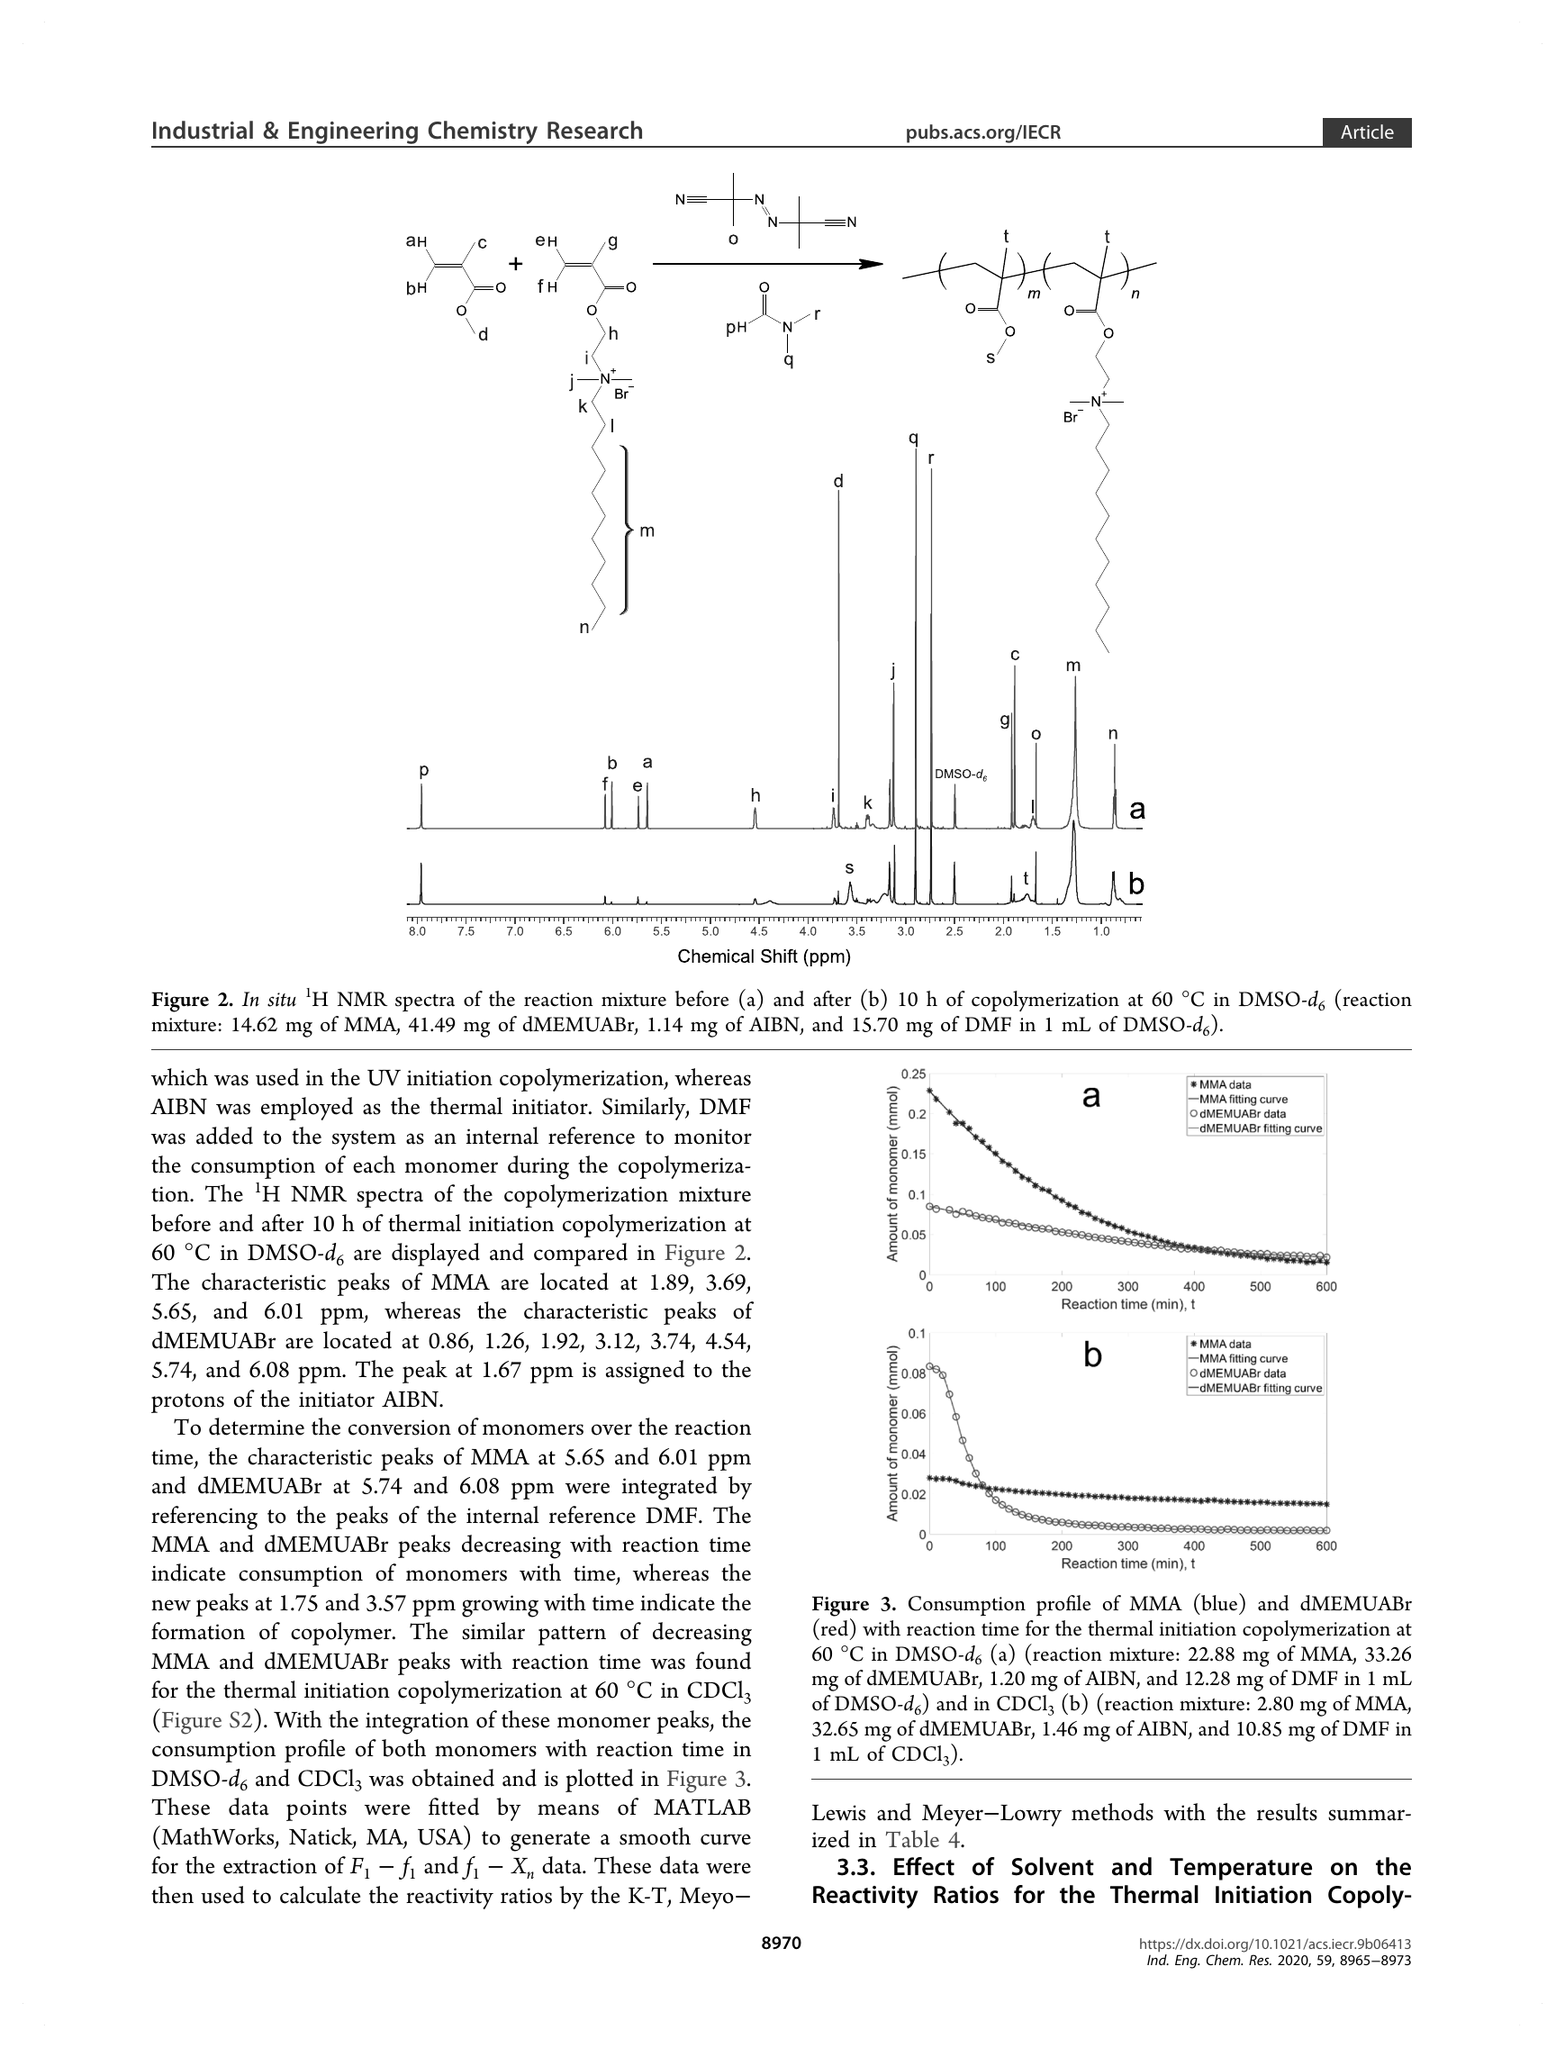 Industrial & Engineering Chemistry Research
pubs.acs.org/IECR
Article
N
N
N
N
o
aH
c
bH
O
O
d
+
eH
g
fH
O
O
h
i
j
N+
Br−
k
l
m
n
O
pH
N
r
q
t
t
m
n
O
O
s
O
O
N+
Br−
q
r
d
j
c
m
g
o
n
p
b
a
f
e
h
i
k
DMSO-d6
l
a
s
t
b
8.0 7.5 7.0 6.5 6.0 5.5 5.0 4.5 4.0 3.5 3.0 2.5 2.0 1.5 1.0
Chemical Shift (ppm)
Figure 2. In situ 1H NMR spectra of the reaction mixture before (a) and after (b) 10 h of copolymerization at 60 °C in DMSO-d6 (reaction
mixture: 14.62 mg of MMA, 41.49 mg of dMEMUABr, 1.14 mg of AIBN, and 15.70 mg of DMF in 1 mL of DMSO-d6).
which was used in the UV initiation copolymerization, whereas
AIBN was employed as the thermal initiator. Similarly, DMF
was added to the system as an internal reference to monitor
the consumption of each monomer during the copolymeriza-
tion. The 1H NMR spectra of the copolymerization mixture
before and after 10 h of thermal initiation copolymerization at
60 °C in DMSO-d6 are displayed and compared in Figure 2.
The characteristic peaks of MMA are located at 1.89, 3.69,
5.65, and 6.01 ppm, whereas the characteristic peaks of
dMEMUABr are located at 0.86, 1.26, 1.92, 3.12, 3.74, 4.54,
5.74, and 6.08 ppm. The peak at 1.67 ppm is assigned to the
protons of the initiator AIBN.
To determine the conversion of monomers over the reaction
time, the characteristic peaks of MMA at 5.65 and 6.01 ppm
and dMEMUABr at 5.74 and 6.08 ppm were integrated by
referencing to the peaks of the internal reference DMF. The
MMA and dMEMUABr peaks decreasing with reaction time
indicate consumption of monomers with time, whereas the
new peaks at 1.75 and 3.57 ppm growing with time indicate the
formation of copolymer. The similar pattern of decreasing
MMA and dMEMUABr peaks with reaction time was found
for the thermal initiation copolymerization at 60 °C in CDCl3
(Figure S2). With the integration of these monomer peaks, the
consumption profile of both monomers with reaction time in
DMSO-d6 and CDCl3 was obtained and is plotted in Figure 3.
These data points were fitted by means of MATLAB
(MathWorks, Natick, MA, USA) to generate a smooth curve
for the extraction of F1 − f1 and f1 − Xn data. These data were
then used to calculate the reactivity ratios by the K-T, Meyo−
a
MMA data
MMA fitting curve
dMEMUABr data
dMEMUABr fitting curve
Amount of monomer (mmol)
0.25
0.2
0.15
0.1
0.05
0
0 100 200 300 400 500 600
Reaction time (min), t
b
MMA data
MMA fitting curve
dMEMUABr data
dMEMUABr fitting curve
Amount of monomer (mmol)
0.1
0.08
0.06
0.04
0.02
0
0 100 200 300 400 500 600
Reaction time (min), t
Figure 3. Consumption profile of MMA (blue) and dMEMUABr
(red) with reaction time for the thermal initiation copolymerization at
60 °C in DMSO-d6 (a) (reaction mixture: 22.88 mg of MMA, 33.26
mg of dMEMUABr, 1.20 mg of AIBN, and 12.28 mg of DMF in 1 mL
of DMSO-d6) and in CDCl3 (b) (reaction mixture: 2.80 mg of MMA,
32.65 mg of dMEMUABr, 1.46 mg of AIBN, and 10.85 mg of DMF in
1 mL of CDCl3).
Lewis and Meyer−Lowry methods with the results summar-
ized in Table 4.
3.3. Effect of Solvent and Temperature on the
Reactivity Ratios for the Thermal Initiation Copoly-
8970
https://dx.doi.org/10.1021/acs.iecr.9b06413
Ind. Eng. Chem. Res. 2020, 59, 8965−8973